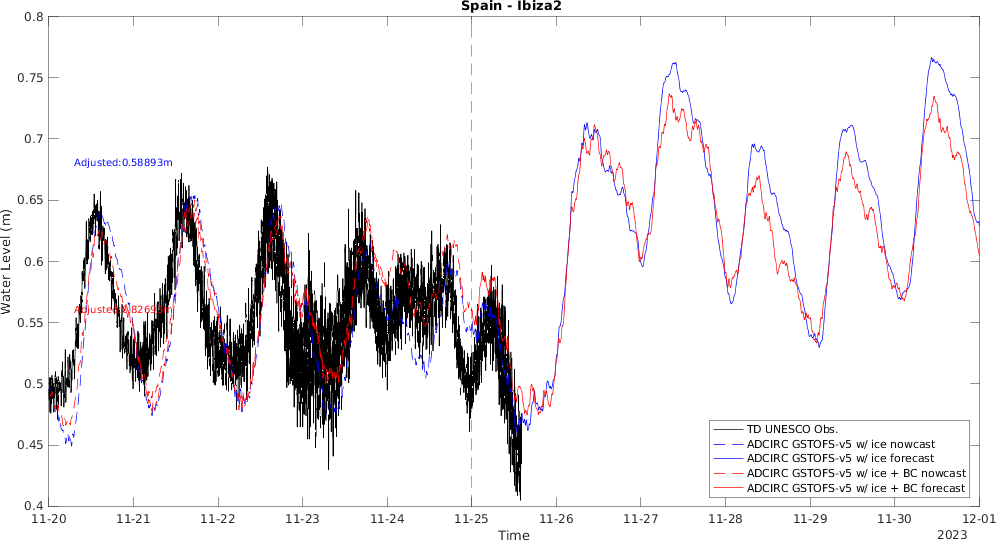 Spain - Ibiza2
Water Level (m)
0.8
0.75
0.7
0.65
0.6
0.55
0.5
0.45
0.4
Adjusted:0.58893m
TD UNESCO Obs.
ADCIRC GSTOFS-v5 w/ ice nowcast
ADCIRC GSTOFS-v5 w/ ice forecast
ADCIRC GSTOFS-v5 w/ ice + BC nowcast
ADCIRC GSTOFS-v5 w/ ice + BC forecast
11-20
11-21
11-22
11-23
11-24
11-25
11-26
11-27
11-28
11-29
11-30
12-01
Time
2023